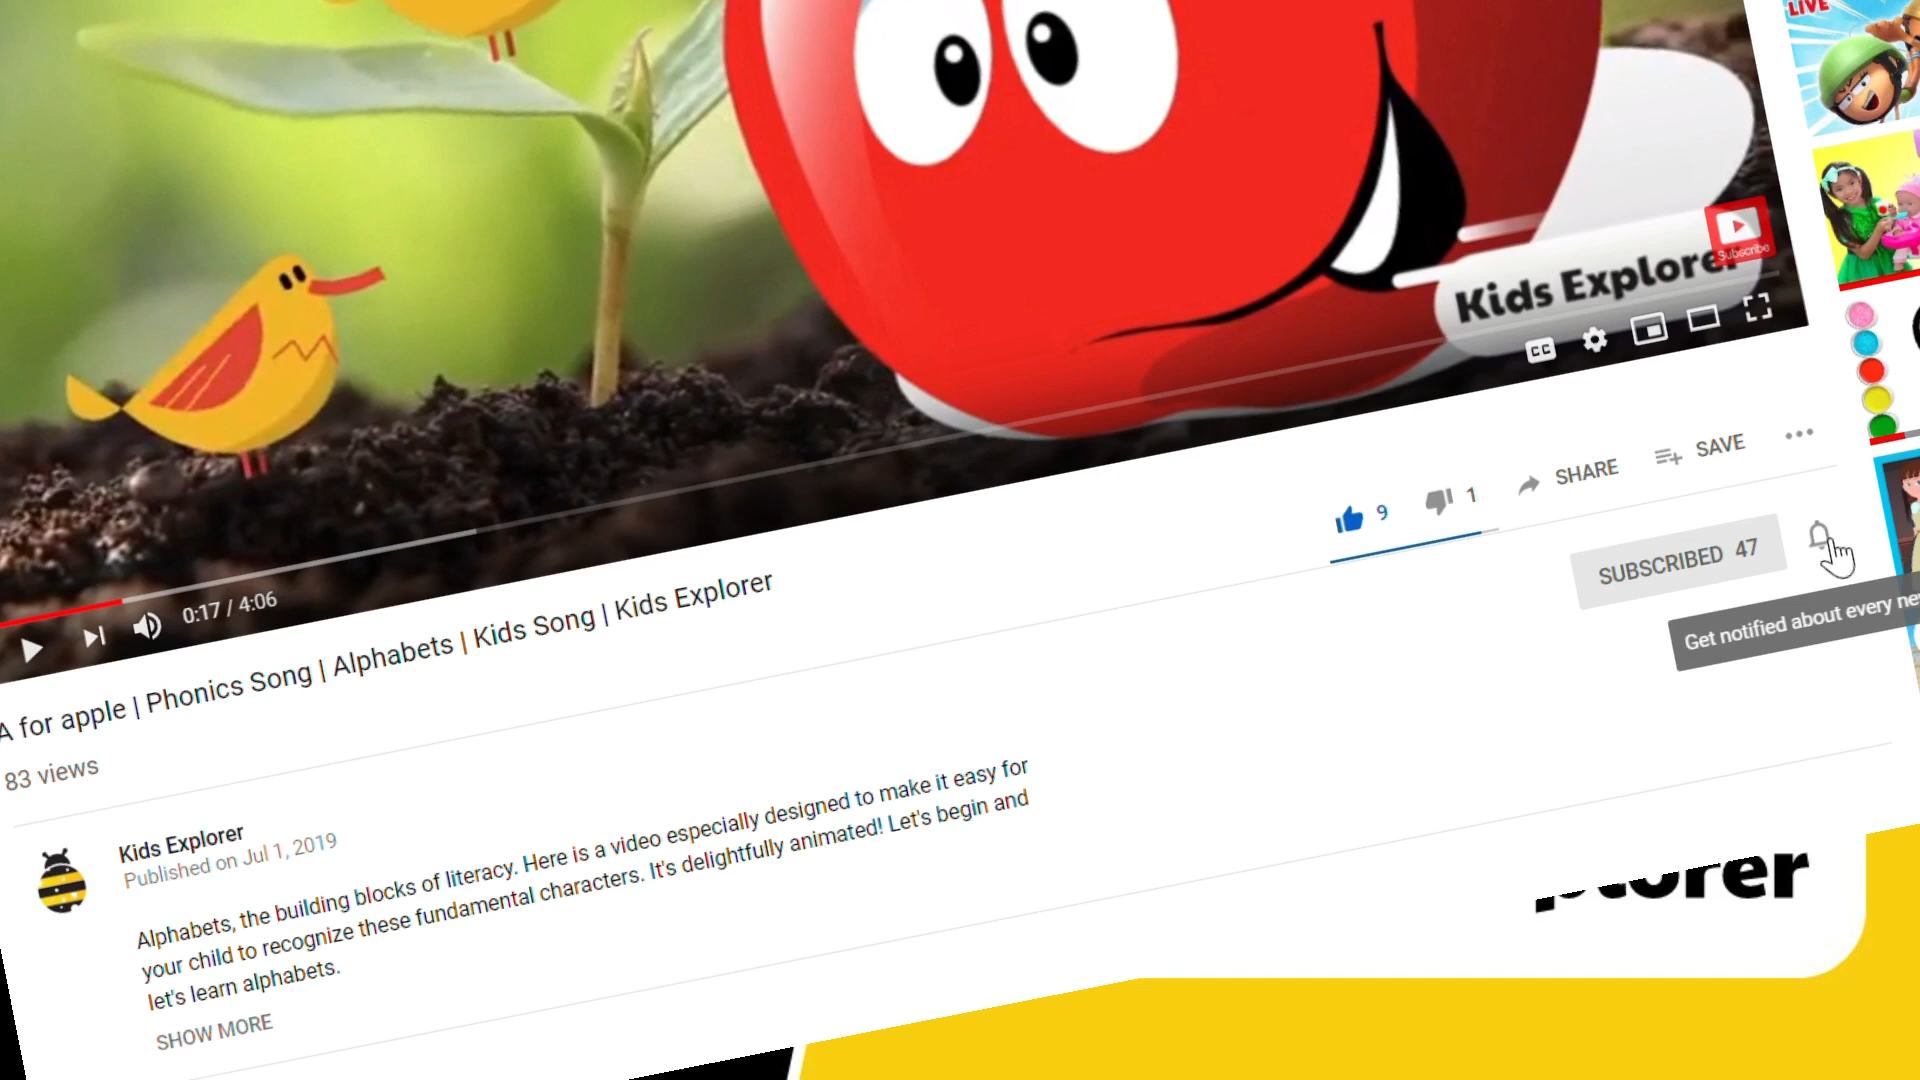 LIVE
Subscribe
Kids Explorer
CC
0:17 / 4:06
A for apple | Phonics Song | Alphabets | Kids Song | Kids Explorer
83 views
9
1
SHARE
SAVE
SUBSCRIBED 47
Get notified about every
Kids Explorer
Published on Jul 1, 2019
Alphabets, the building blocks of literacy. Here is a video especially designed to make it easy for
your child to recognize these fundamental characters. It's delightfully animated! Let's begin and
let's learn alphabets.
SHOW MORE